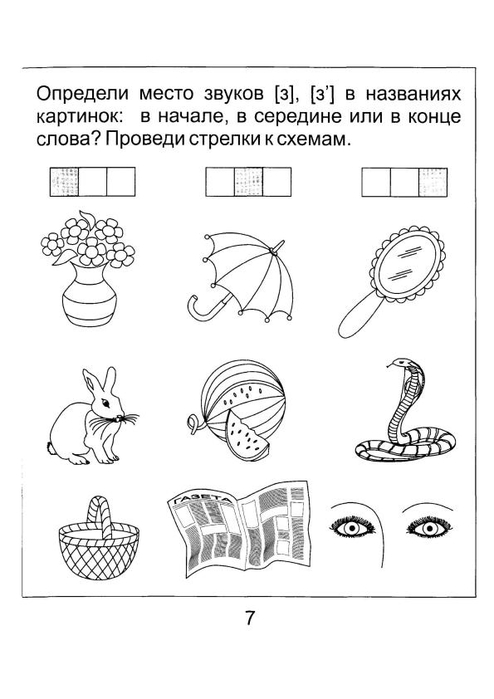 Определи место звуков [з], [з’] в названиях
картинок: в начале, в середине или в конце
слова? Проведи стрелки к схемам.
ГАЗЕТА
7